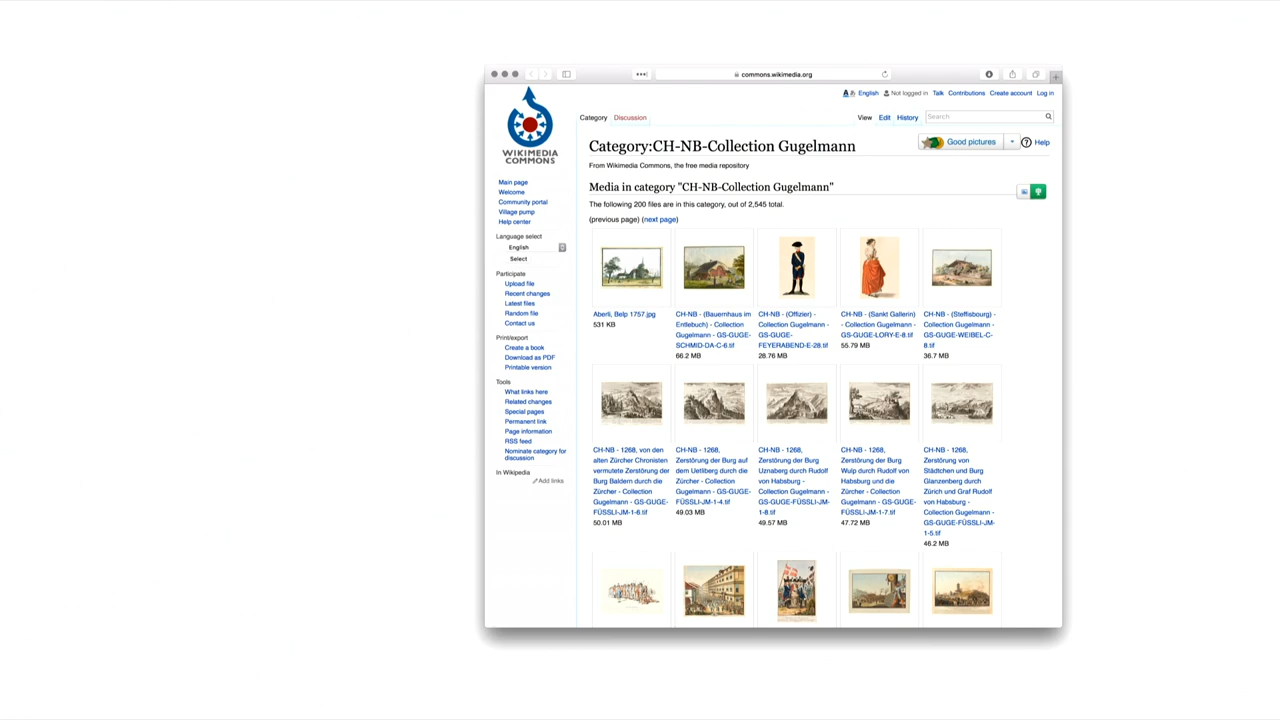 commons.wikimedia.org
English Not logged in Talk Contributions Create account Log in
Category Discussion View Edit History Search
WIKIMEDIA
COMMONS
Category:CH-NB-Collection Gugelmann
Good pictures Help
From Wikimedia Commons, the free media repository
Media in category "CH-NB-Collection Gugelmann"
The following 200 files are in this category, out of 2,545 total.
(previous page) (next page)
Main page
Welcome
Community portal
Village pump
Help center
Language select
English
Select
Participate
Upload file
Recent changes
Latest files
Random file
Contact us
Print/export
Create a book
Download as PDF
Printable version
Tools
What links here
Related changes
Special pages
Permanent link
Page information
RSS feed
Nominate category for
discussion
In Wikipedia
Add links
Aberli, Belp 1757.jpg
531 KB
CH-NB - (Bauernhaus im
Entlebuch) - Collection
Gugelmann - GS-GUGE-
SCHMID-DA-C-6.tif
66.2 MB
CH-NB - (Offizier) -
Collection Gugelmann -
GS-GUGE-
FEYERABEND-E-28.tif
28.76 MB
CH-NB - (Sankt Gallerin)
- Collection Gugelmann -
GS-GUGE-LORY-E-8.tif
55.79 MB
CH-NB - (Steffisbourg) -
Collection Gugelmann -
GS-GUGE-WEIBEL-C-
8.tif
36.7 MB
CH-NB - 1268, von den
alten Zürcher Chronisten
vermutete Zerstörung der
Burg Baldern durch die
Zürcher - Collection
Gugelmann - GS-GUGE-
FÜSSLI-JM-1-6.tif
50.01 MB
CH-NB - 1268,
Zerstörung der Burg auf
dem Uetliberg durch die
Zürcher - Collection
Gugelmann - GS-GUGE-
FÜSSLI-JM-1-4.tif
49.03 MB
CH-NB - 1268,
Zerstörung der Burg
Uznaberg durch Rudolf
von Habsburg -
Collection Gugelmann -
GS-GUGE-FÜSSLI-JM-
1-8.tif
49.57 MB
CH-NB - 1268,
Zerstörung der Burg
Wulp durch Rudolf von
Habsburg und die
Zürcher - Collection
Gugelmann - GS-GUGE-
FÜSSLI-JM-1-7.tif
47.72 MB
CH-NB - 1268,
Zerstörung von
Städtchen und Burg
Glanzenberg durch
Zürich und Graf Rudolf
von Habsburg -
Collection Gugelmann -
GS-GUGE-FÜSSLI-JM-
1-5.tif
46.2 MB